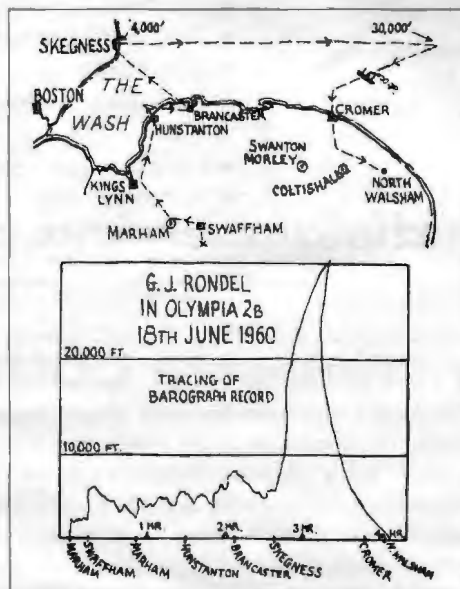 4,000'
30,000'
SKEGNESS
THE
BOSTON
WASH
BRANCASTER
HUNSTANTON
CROMER
SWANTON
MORLEY
COLTISHALL
KINGS
LYNN
NORTH
WALSHAM
MARHAM
SWAFFHAM
G. J. RONDEL
IN OLYMPIA 2B
18TH JUNE 1960
20,000 FT.
TRACING OF
BAROGRAPH RECORD
10,000 FT.
1 HR.
2 HR.
3 HR.
HR.
MARHAM
SWAFFHAM
MARHAM
HUNSTANTON
BRANCASTER
SKEGNESS
CROMER
N. WALSHAM